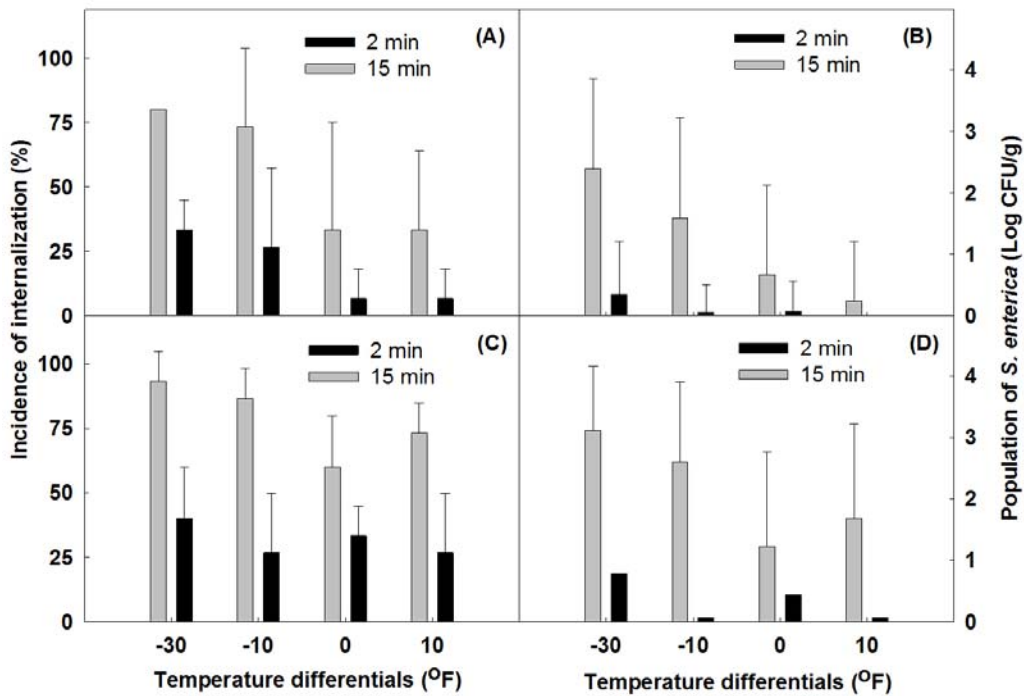 (A)
2 min
15 min
100
75
50
25
0
(B)
2 min
15 min
4
3
2
1
0
(C)
2 min
15 min
100
75
50
25
0
(D)
2 min
15 min
4
3
2
1
0
-30 -10 0 10
-30 -10 0 10
Temperature differentials (ºF)
Temperature differentials (ºF)
Incidence of internalization (%)
Population of S. enterica (Log CFU/g)